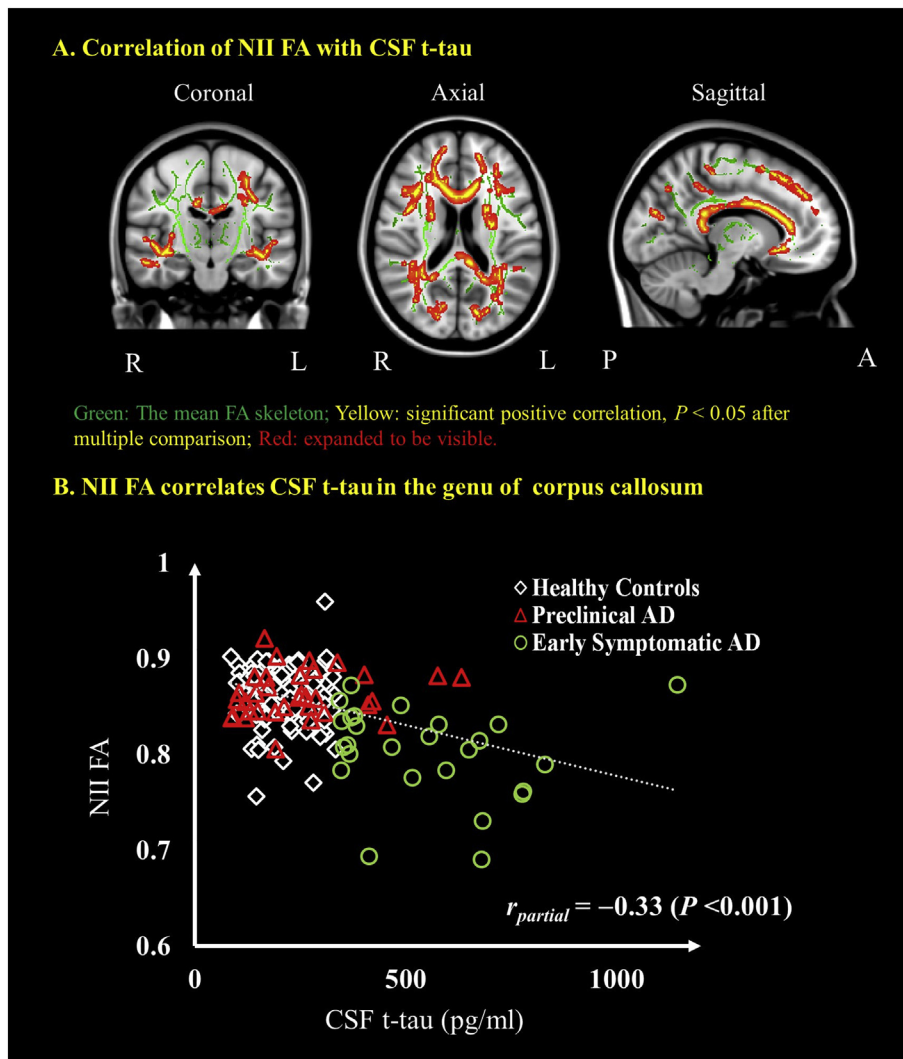 A. Correlation of NII FA with CSF t-tau
Coronal
Axial
Sagittal
R
L
R
L
P
A
Green: The mean FA skeleton; Yellow: significant positive correlation, P < 0.05 after
multiple comparison; Red: expanded to be visible.
B. NII FA correlates CSF t-tau in the genu of corpus callosum
1
0.9
0.8
0.7
0.6
NII FA
Healthy Controls
Preclinical AD
Early Symptomatic AD
r_partial = –0.33 (P <0.001)
0
500
1000
CSF t-tau (pg/ml)